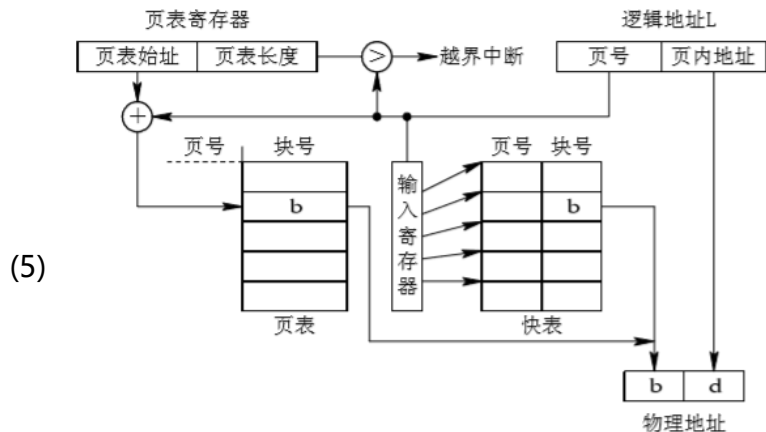 页表寄存器 逻辑地址L
页表始址 页表长度 > 越界中断 页号 页内地址
+
页号 块号 页号 块号
输入寄存器
b b
(5)
页表 快表
b d
物理地址